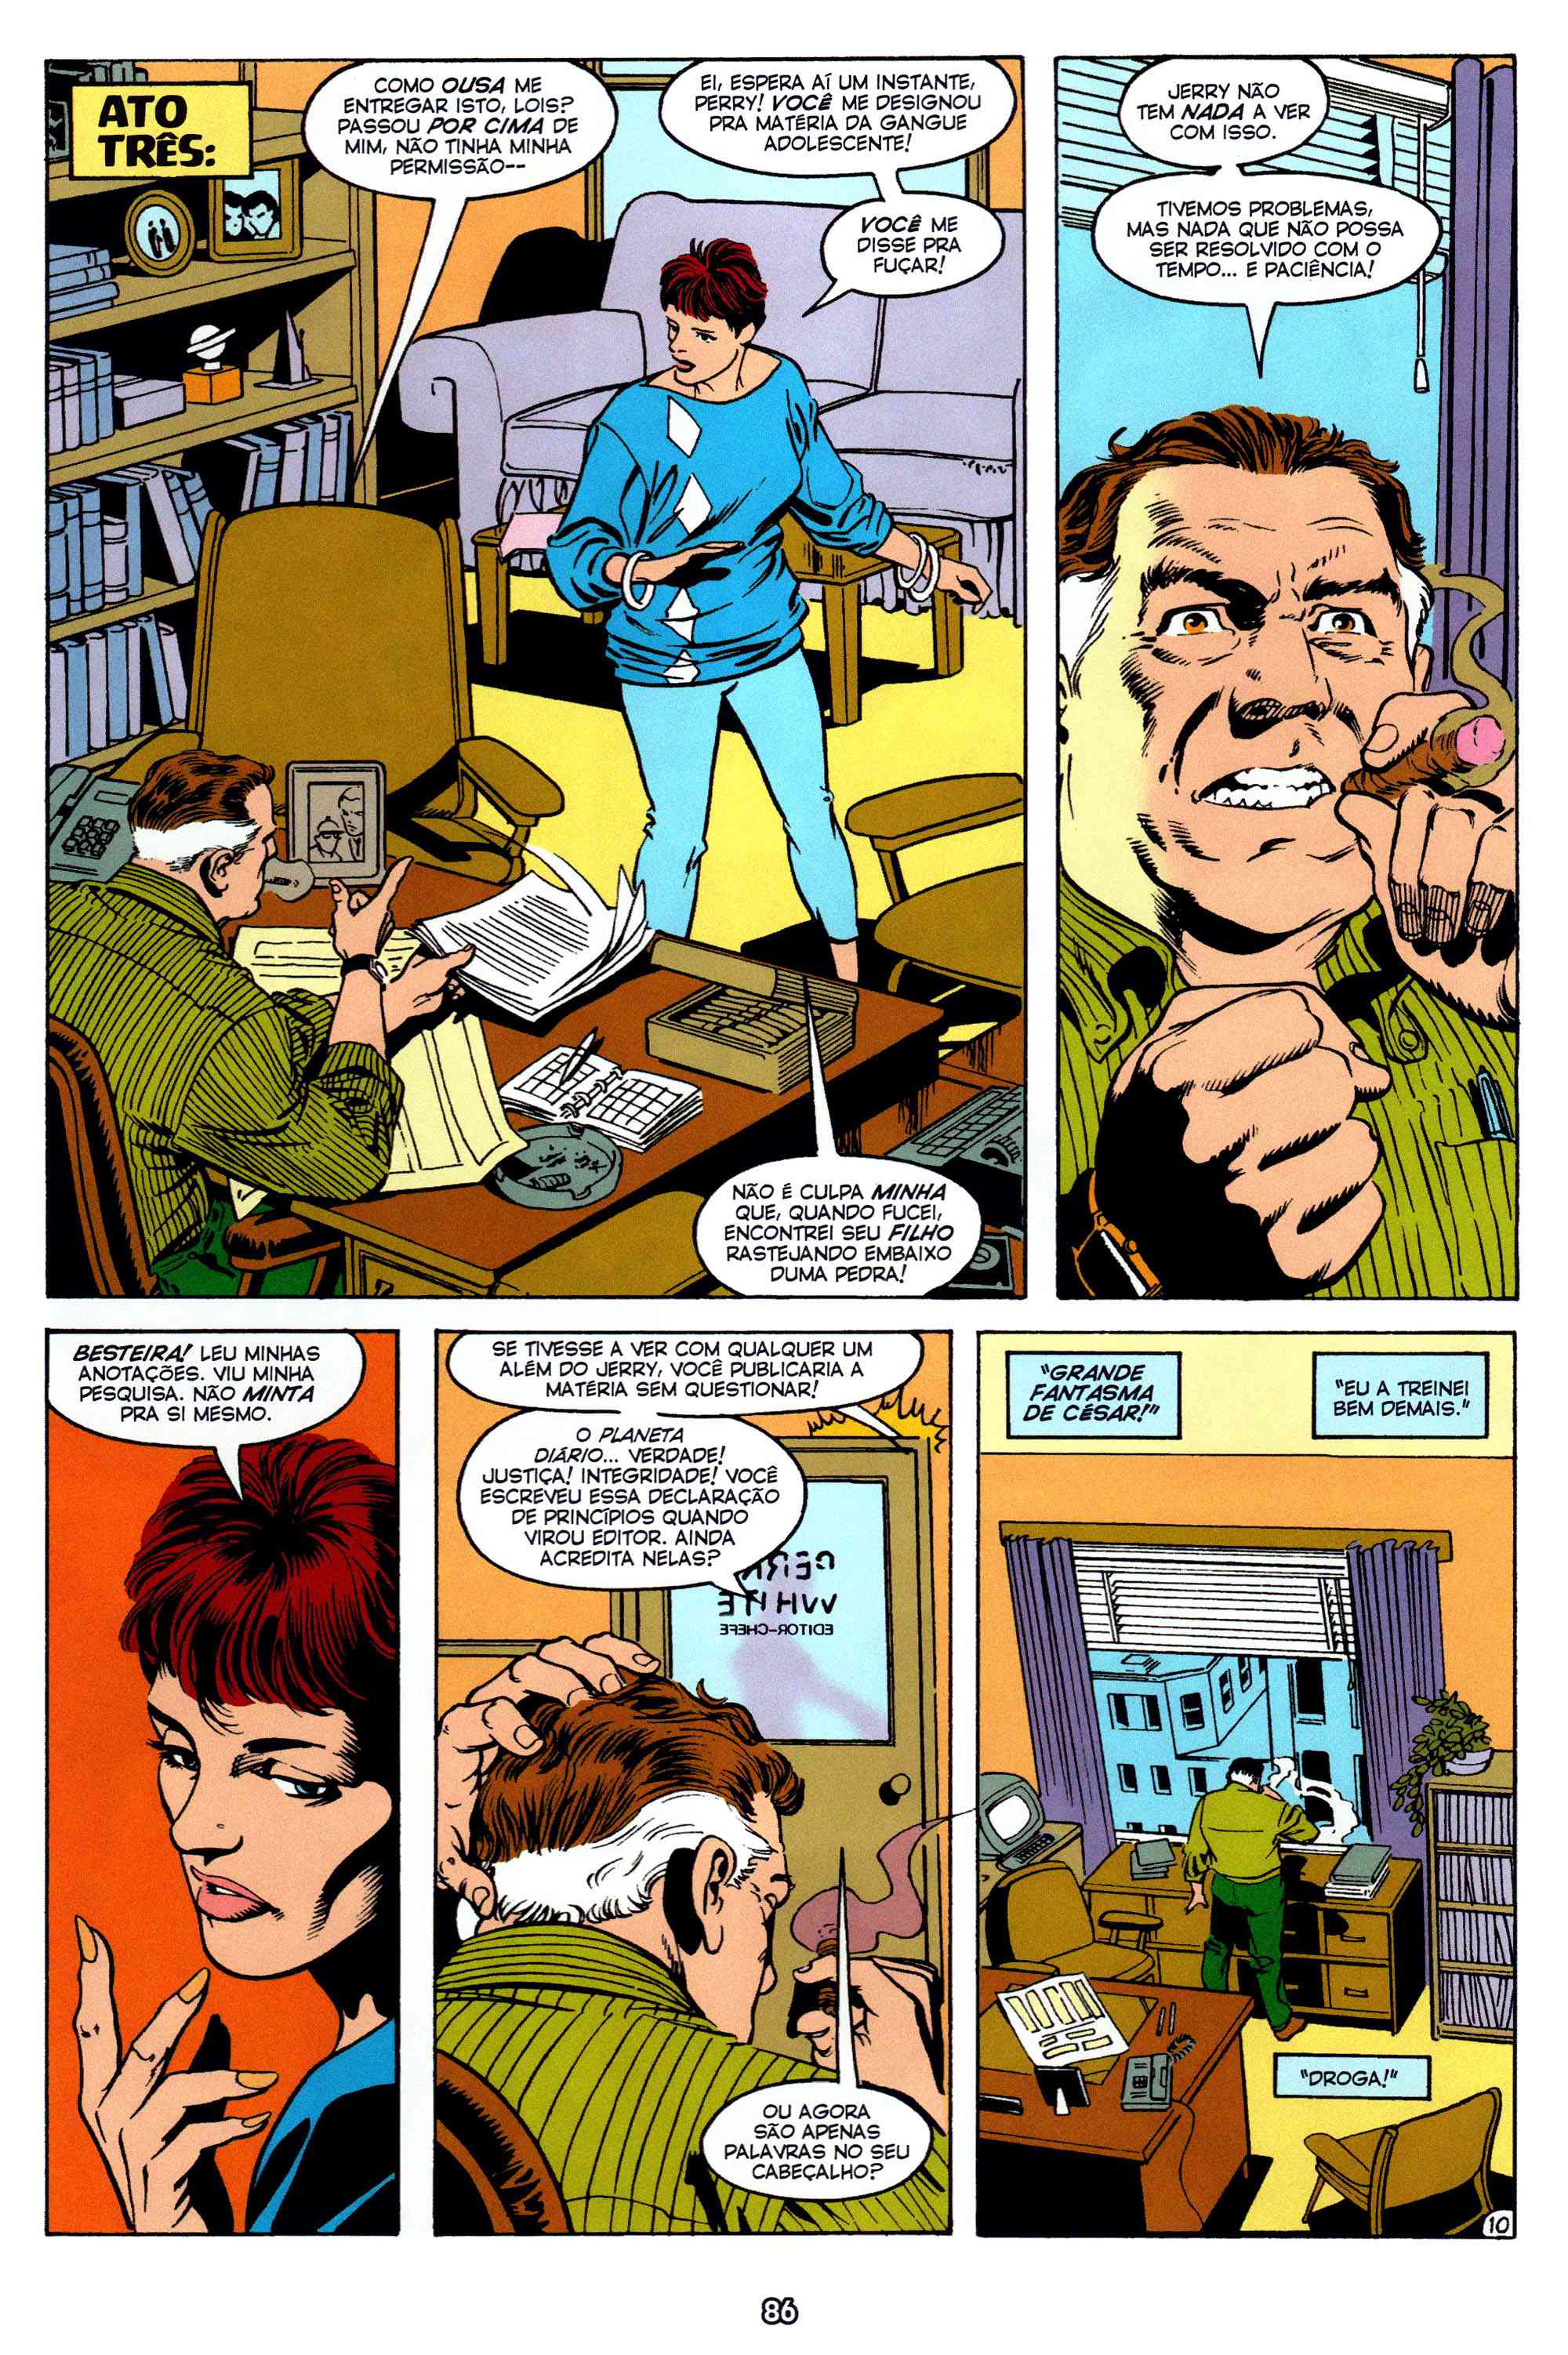 ATO
TRÊS:
COMO OUSA ME
ENTREGAR ISTO, LOIS?
PASSOU POR CIMA DE
MIM, NÃO TINHA MINHA
PERMISSÃO--
EI, ESPERA AÍ UM INSTANTE,
PERRY! VOCÊ ME DESIGNOU
PRA MATÉRIA DA GANGUE
ADOLESCENTE!
VOCÊ ME
DISSE PRA
FUÇAR!
NÃO É CULPA MINHA
QUE, QUANDO FUCEI,
ENCONTREI SEU FILHO
RASTEJANDO EMBAIXO
DUMA PEDRA!
JERRY NÃO
TEM NADA A VER
COM ISSO.
TIVEMOS PROBLEMAS,
MAS NADA QUE NÃO POSSA
SER RESOLVIDO COM O
TEMPO... E PACIÊNCIA!
BESTEIRA! LEU MINHAS
ANOTAÇÕES. VIU MINHA
PESQUISA. NÃO MINTA
PRA SI MESMO.
SE TIVESSE A VER COM QUALQUER UM
ALÉM DO JERRY, VOCÊ PUBLICARIA A
MATÉRIA SEM QUESTIONAR!
O PLANETA
DIÁRIO... VERDADE!
JUSTIÇA! INTEGRIDADE! VOCÊ
ESCREVEU ESSA DECLARAÇÃO
DE PRINCÍPIOS QUANDO
VIROU EDITOR. AINDA
ACREDITA NELAS?
WHITE
EDITOR-CHEFE
OU AGORA
SÃO APENAS
PALAVRAS NO SEU
CABEÇALHO?
"GRANDE
FANTASMA
DE CÉSAR!"
"EU A TREINEI
BEM DEMAIS."
"DROGA!"
10
86